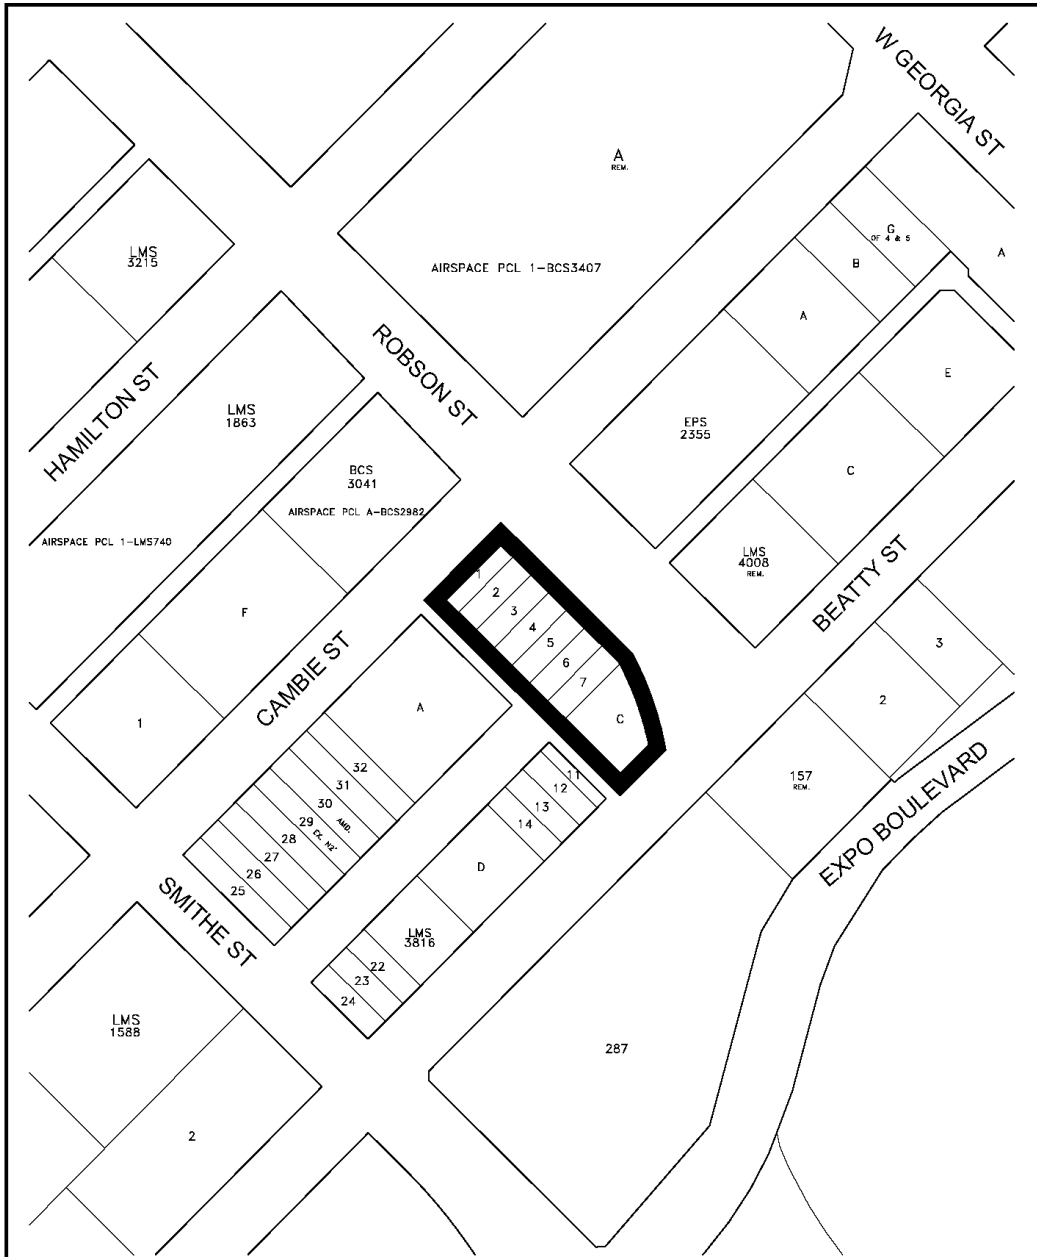 W GEORGIA ST
A
REM.
G
OF 4 & 5
A
LMS
3215
B
AIRSPACE PCL 1-BCS3407
A
ROBSON ST
E
HAMILTON ST
LMS
1863
EPS
2355
BCS
3041
C
AIRSPACE PCL A-BCS2982
AIRSPACE PCL 1-LMS740
LMS
4008
REM.
BEATTY ST
1
2
3
4
5
6
7
C
F
3
CAMBIE ST
2
A
1
157
REM.
EXPO BOULEVARD
32
31
30
AMD.
29
EX. N2'
28
27
26
25
11
12
13
14
D
SMITHE ST
LMS
3816
22
23
24
LMS
1588
287
2